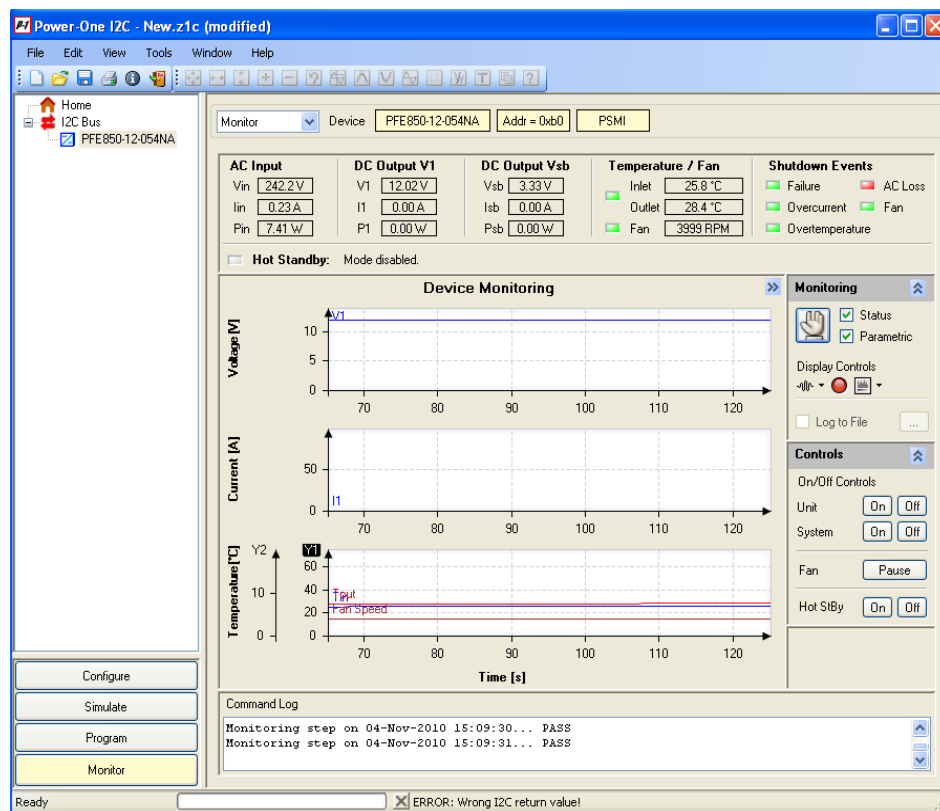 Power-One I2C - New.z1c (modified)
File Edit View Tools Window Help
Home
I2C Bus
PFE850-12-054NA
Monitor Device PFE850-12-054NA Addr = 0xb0 PSMI
AC Input DC Output V1 DC Output Vsb Temperature / Fan Shutdown Events
Vin 242.2 V V1 12.02 V Vsb 3.33 V Inlet 25.8 °C Failure AC Loss
Iin 0.23 A I1 0.00 A Isb 0.00 A Outlet 28.4 °C Overcurrent Fan
Pin 7.41 W P1 0.00 W Psb 0.00 W Fan 3999 RPM Overtemperature
Hot Standby: Mode disabled.
Device Monitoring
Voltage [V]
V1
10
5
0
70 80 90 100 110 120
Current [A]
50
I1
0
70 80 90 100 110 120
Temperature[°C]
Y2 Y1
60
10 40
Tin
20
Fan Speed
0 0
70 80 90 100 110 120
Time [s]
Monitoring
Status
Parametric
Display Controls
Log to File ...
Controls
On/Off Controls
Unit On Off
System On Off
Fan Pause
Hot StBy On Off
Configure
Simulate
Program
Monitor
Command Log
Monitoring step on 04-Nov-2010 15:09:30... PASS
Monitoring step on 04-Nov-2010 15:09:31... PASS
Ready ERROR: Wrong I2C return value!